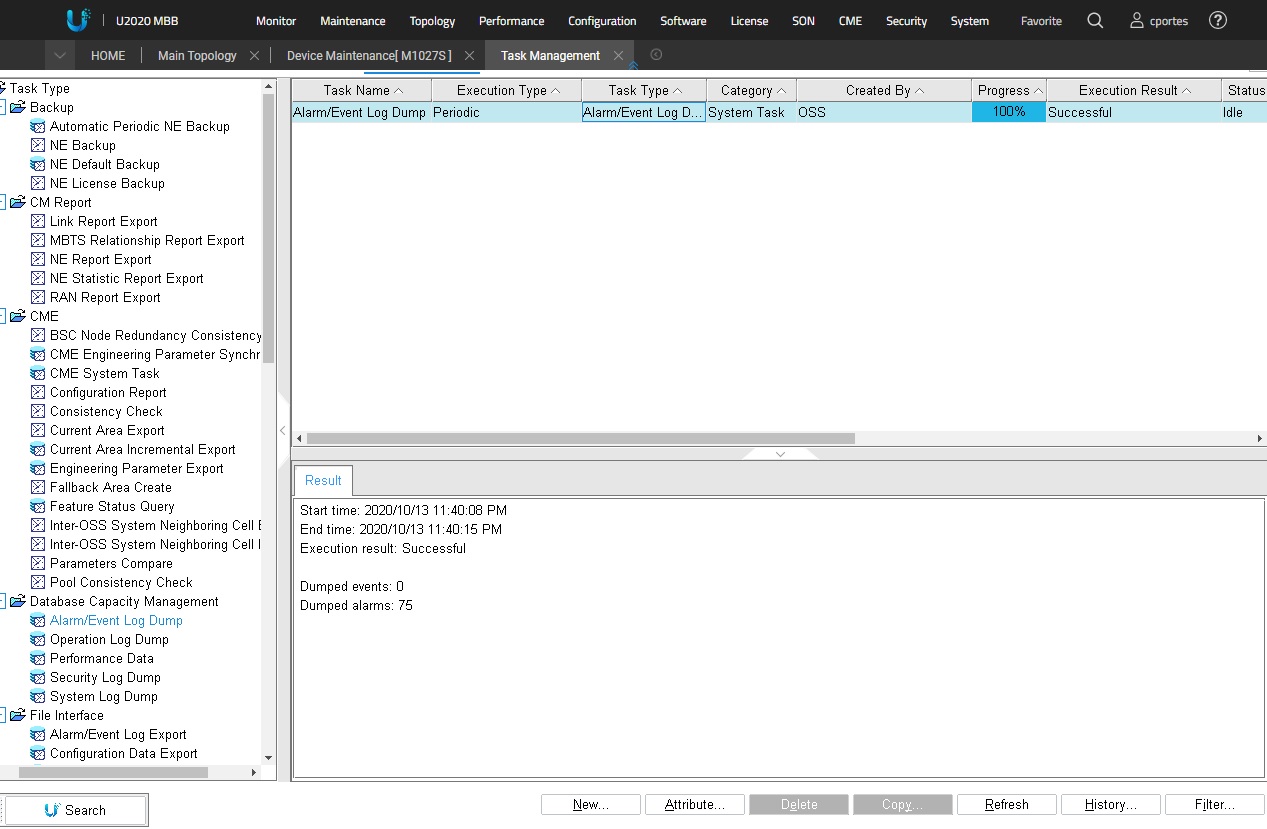 U2020 MBB Monitor Maintenance Topology Performance Configuration Software License SON CME Security System Favorite cportes
HOME Main Topology Device Maintenance[ M1027S ] Task Management
Task Type
Backup
Automatic Periodic NE Backup
NE Backup
NE Default Backup
NE License Backup
CM Report
Link Report Export
MBTS Relationship Report Export
NE Report Export
NE Statistic Report Export
RAN Report Export
CME
BSC Node Redundancy Consistency
CME Engineering Parameter Synchr
CME System Task
Configuration Report
Consistency Check
Current Area Export
Current Area Incremental Export
Engineering Parameter Export
Fallback Area Create
Feature Status Query
Inter-OSS System Neighboring Cell
Inter-OSS System Neighboring Cell
Parameters Compare
Pool Consistency Check
Database Capacity Management
Alarm/Event Log Dump
Operation Log Dump
Performance Data
Security Log Dump
System Log Dump
File Interface
Alarm/Event Log Export
Configuration Data Export
Search
Task Name Execution Type Task Type Category Created By Progress Execution Result Status
Alarm/Event Log Dump Periodic Alarm/Event Log D... System Task OSS 100% Successful Idle
Result
Start time: 2020/10/13 11:40:08 PM
End time: 2020/10/13 11:40:15 PM
Execution result: Successful
Dumped events: 0
Dumped alarms: 75
New... Attribute... Delete Copy... Refresh History... Filter...